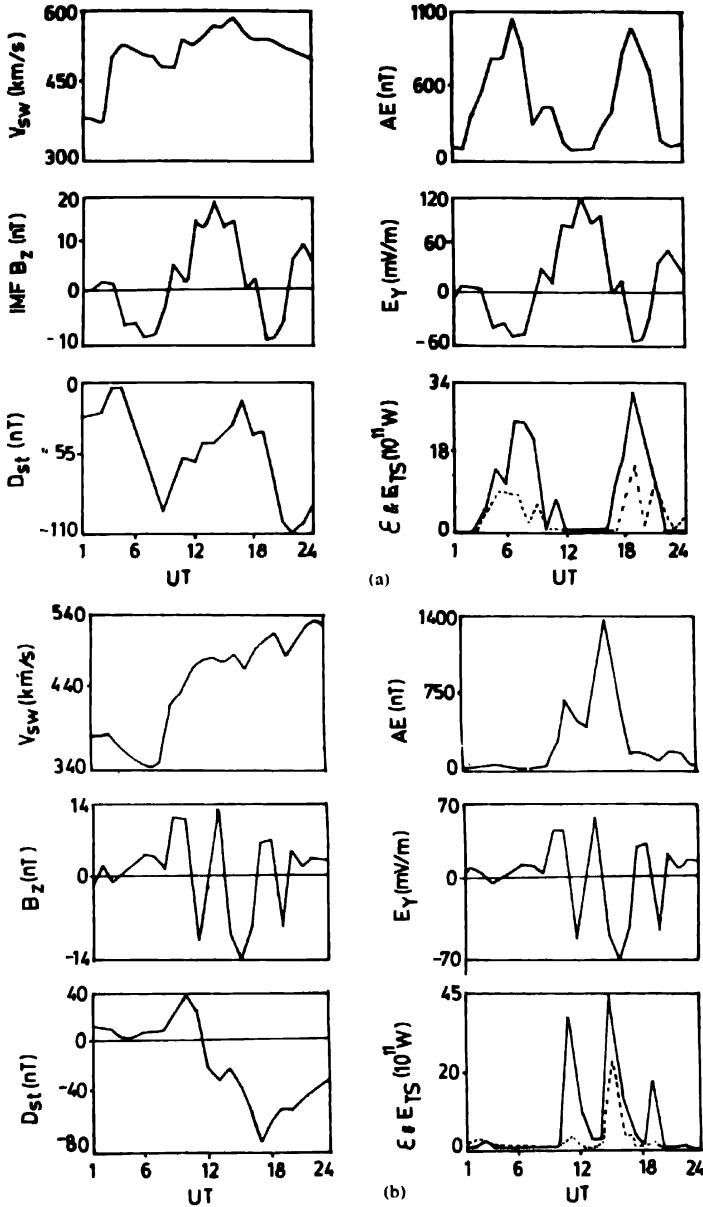 600
450
300
V_SW (km/s)
1100
600
0
AE (nT)
20
10
0
-10
IMF B_Z (nT)
120
60
0
-60
E_Y (mV/m)
0
-55
-110
D_st (nT)
1 6 12 18 24
UT
34
18
0
ε & E_TS (10^11 W)
1 6 12 18 24
UT
(a)
540
440
340
V_SW (km/s)
1400
750
0
AE (nT)
14
0
-14
B_Z (nT)
70
0
-70
E_Y (mV/m)
40
0
-40
-80
D_st (nT)
1 6 12 18 24
UT
45
20
0
ε & E_TS (10^11 W)
1 6 12 18 24
UT
(b)